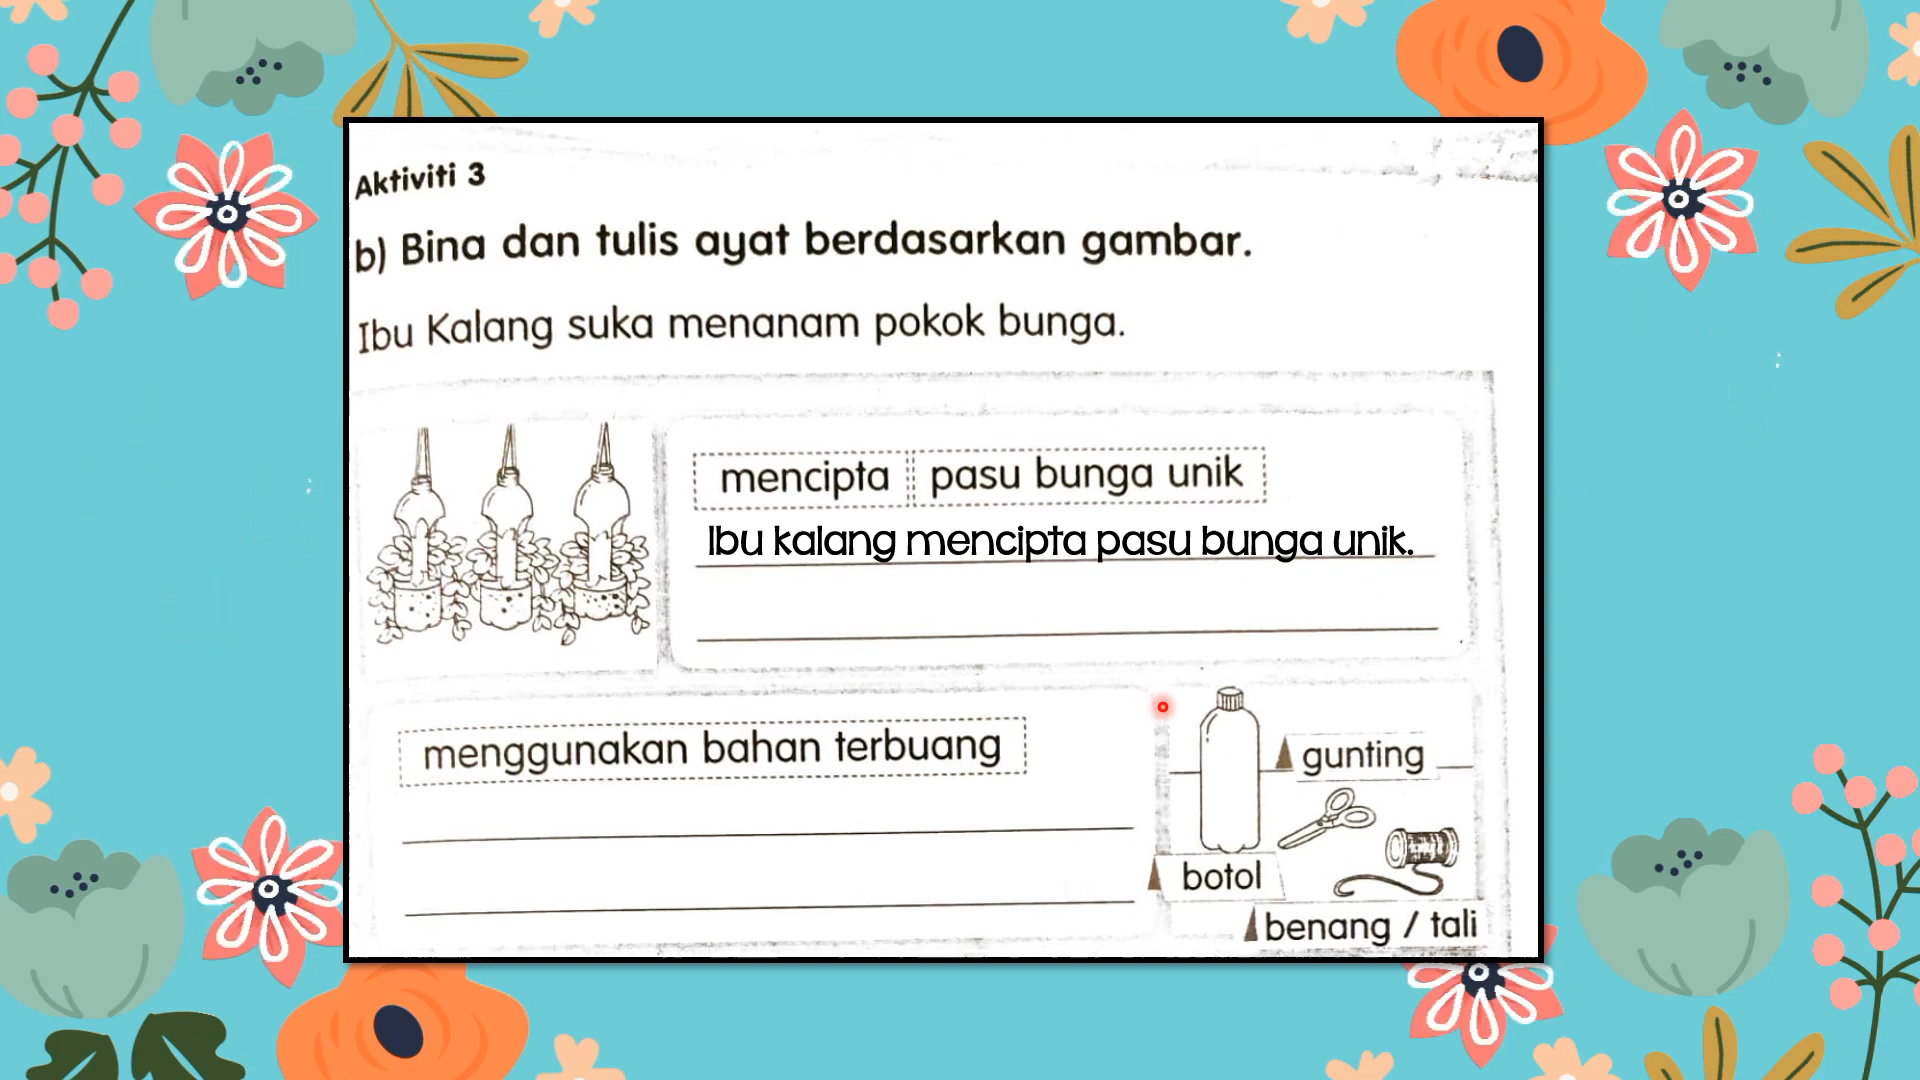 Aktiviti 3
b) Bina dan tulis ayat berdasarkan gambar.
Ibu Kalang suka menanam pokok bunga.
mencipta pasu bunga unik
Ibu kalang mencipta pasu bunga unik.
menggunakan bahan terbuang
gunting
botol
benang / tali